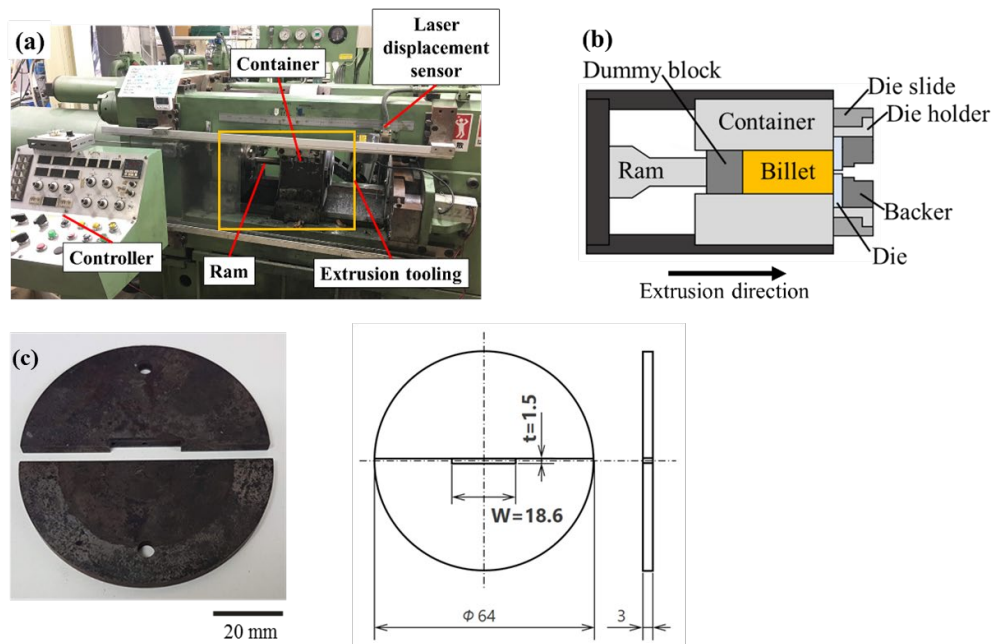 (a)
Laser
displacement
sensor
Container
Controller
Ram
Extrusion tooling
(b)
Dummy block
Die slide
Die holder
Container
Ram
Billet
Backer
Die
Extrusion direction
(c)
20 mm
t=1.5
W=18.6
Φ 64
3